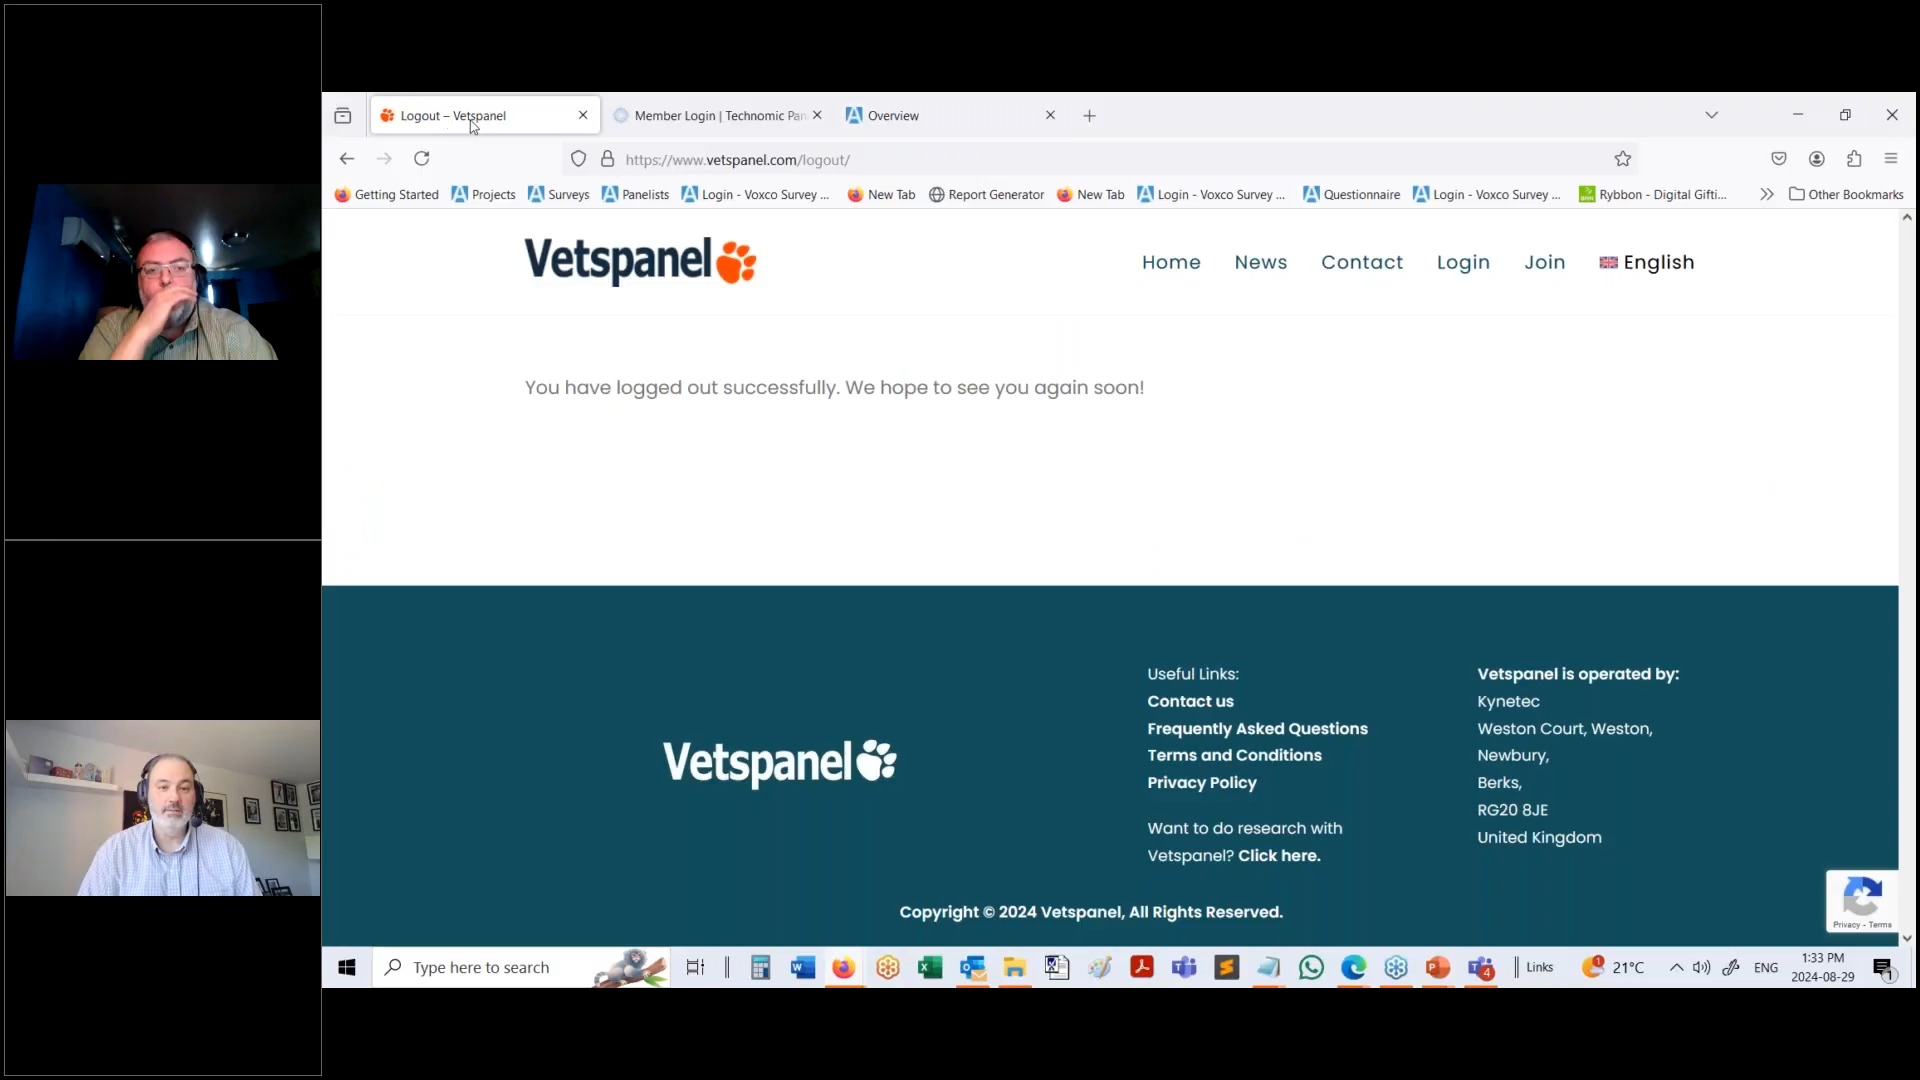 Logout – Vetspanel
Member Login | Technomic Pan
Overview
https://www.vetspanel.com/logout/
Getting Started
Projects
Surveys
Panelists
Login - Voxco Survey ...
New Tab
Report Generator
New Tab
Login - Voxco Survey ...
Questionnaire
Login - Voxco Survey ...
Rybbon - Digital Gifti...
Other Bookmarks
Vetspanel
Home
News
Contact
Login
Join
English
You have logged out successfully. We hope to see you again soon!
Vetspanel
Useful Links:
Contact us
Frequently Asked Questions
Terms and Conditions
Privacy Policy
Want to do research with
Vetspanel? Click here.
Vetspanel is operated by:
Kynetec
Weston Court, Weston,
Newbury,
Berks,
RG20 8JE
United Kingdom
Privacy - Terms
Copyright © 2024 Vetspanel, All Rights Reserved.
Type here to search
4
Links
1
21°C
ENG
1:33 PM
2024-08-29
1